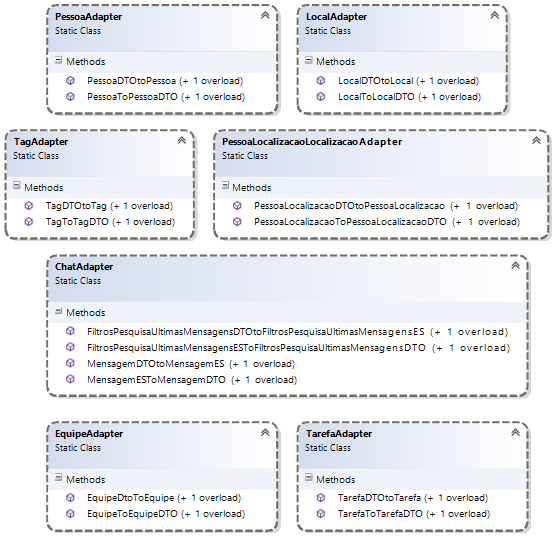 PessoaAdapter
Static Class
Methods
PessoaDTOtoPessoa (+ 1 overload)
PessoaToPessoaDTO (+ 1 overload)
LocalAdapter
Static Class
Methods
LocalDTOtoLocal (+ 1 overload)
LocalToLocalDTO (+ 1 overload)
TagAdapter
Static Class
Methods
TagDTOtoTag (+ 1 overload)
TagToTagDTO (+ 1 overload)
PessoaLocalizacaoLocalizacaoAdapter
Static Class
Methods
PessoaLocalizacaoDTOtoPessoaLocalizacao (+ 1 overload)
PessoaLocalizacaoToPessoaLocalizacaoDTO (+ 1 overload)
ChatAdapter
Static Class
Methods
FiltrosPesquisaUltimasMensagensDTOtoFiltrosPesquisaUltimasMensagensES (+ 1 overload)
FiltrosPesquisaUltimasMensagensESToFiltrosPesquisaUltimasMensagensDTO (+ 1 overload)
MensagemDTOtoMensagemES (+ 1 overload)
MensagemESToMensagemDTO (+ 1 overload)
EquipeAdapter
Static Class
Methods
EquipeDtoToEquipe (+ 1 overload)
EquipeToEquipeDTO (+ 1 overload)
TarefaAdapter
Static Class
Methods
TarefaDTOtoTarefa (+ 1 overload)
TarefaToTarefaDTO (+ 1 overload)